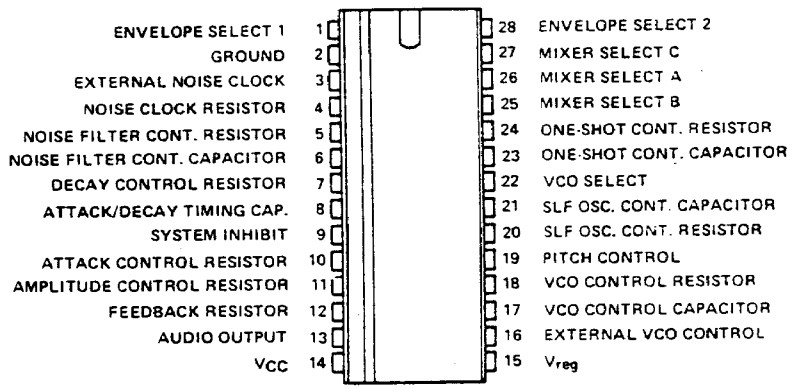 ENVELOPE SELECT 1 1 28 ENVELOPE SELECT 2
GROUND 2 27 MIXER SELECT C
EXTERNAL NOISE CLOCK 3 26 MIXER SELECT A
NOISE CLOCK RESISTOR 4 25 MIXER SELECT B
NOISE FILTER CONT. RESISTOR 5 24 ONE-SHOT CONT. RESISTOR
NOISE FILTER CONT. CAPACITOR 6 23 ONE-SHOT CONT. CAPACITOR
DECAY CONTROL RESISTOR 7 22 VCO SELECT
ATTACK/DECAY TIMING CAP. 8 21 SLF OSC. CONT. CAPACITOR
SYSTEM INHIBIT 9 20 SLF OSC. CONT. RESISTOR
ATTACK CONTROL RESISTOR 10 19 PITCH CONTROL
AMPLITUDE CONTROL RESISTOR 11 18 VCO CONTROL RESISTOR
FEEDBACK RESISTOR 12 17 VCO CONTROL CAPACITOR
AUDIO OUTPUT 13 16 EXTERNAL VCO CONTROL
VCC 14 15 Vreg